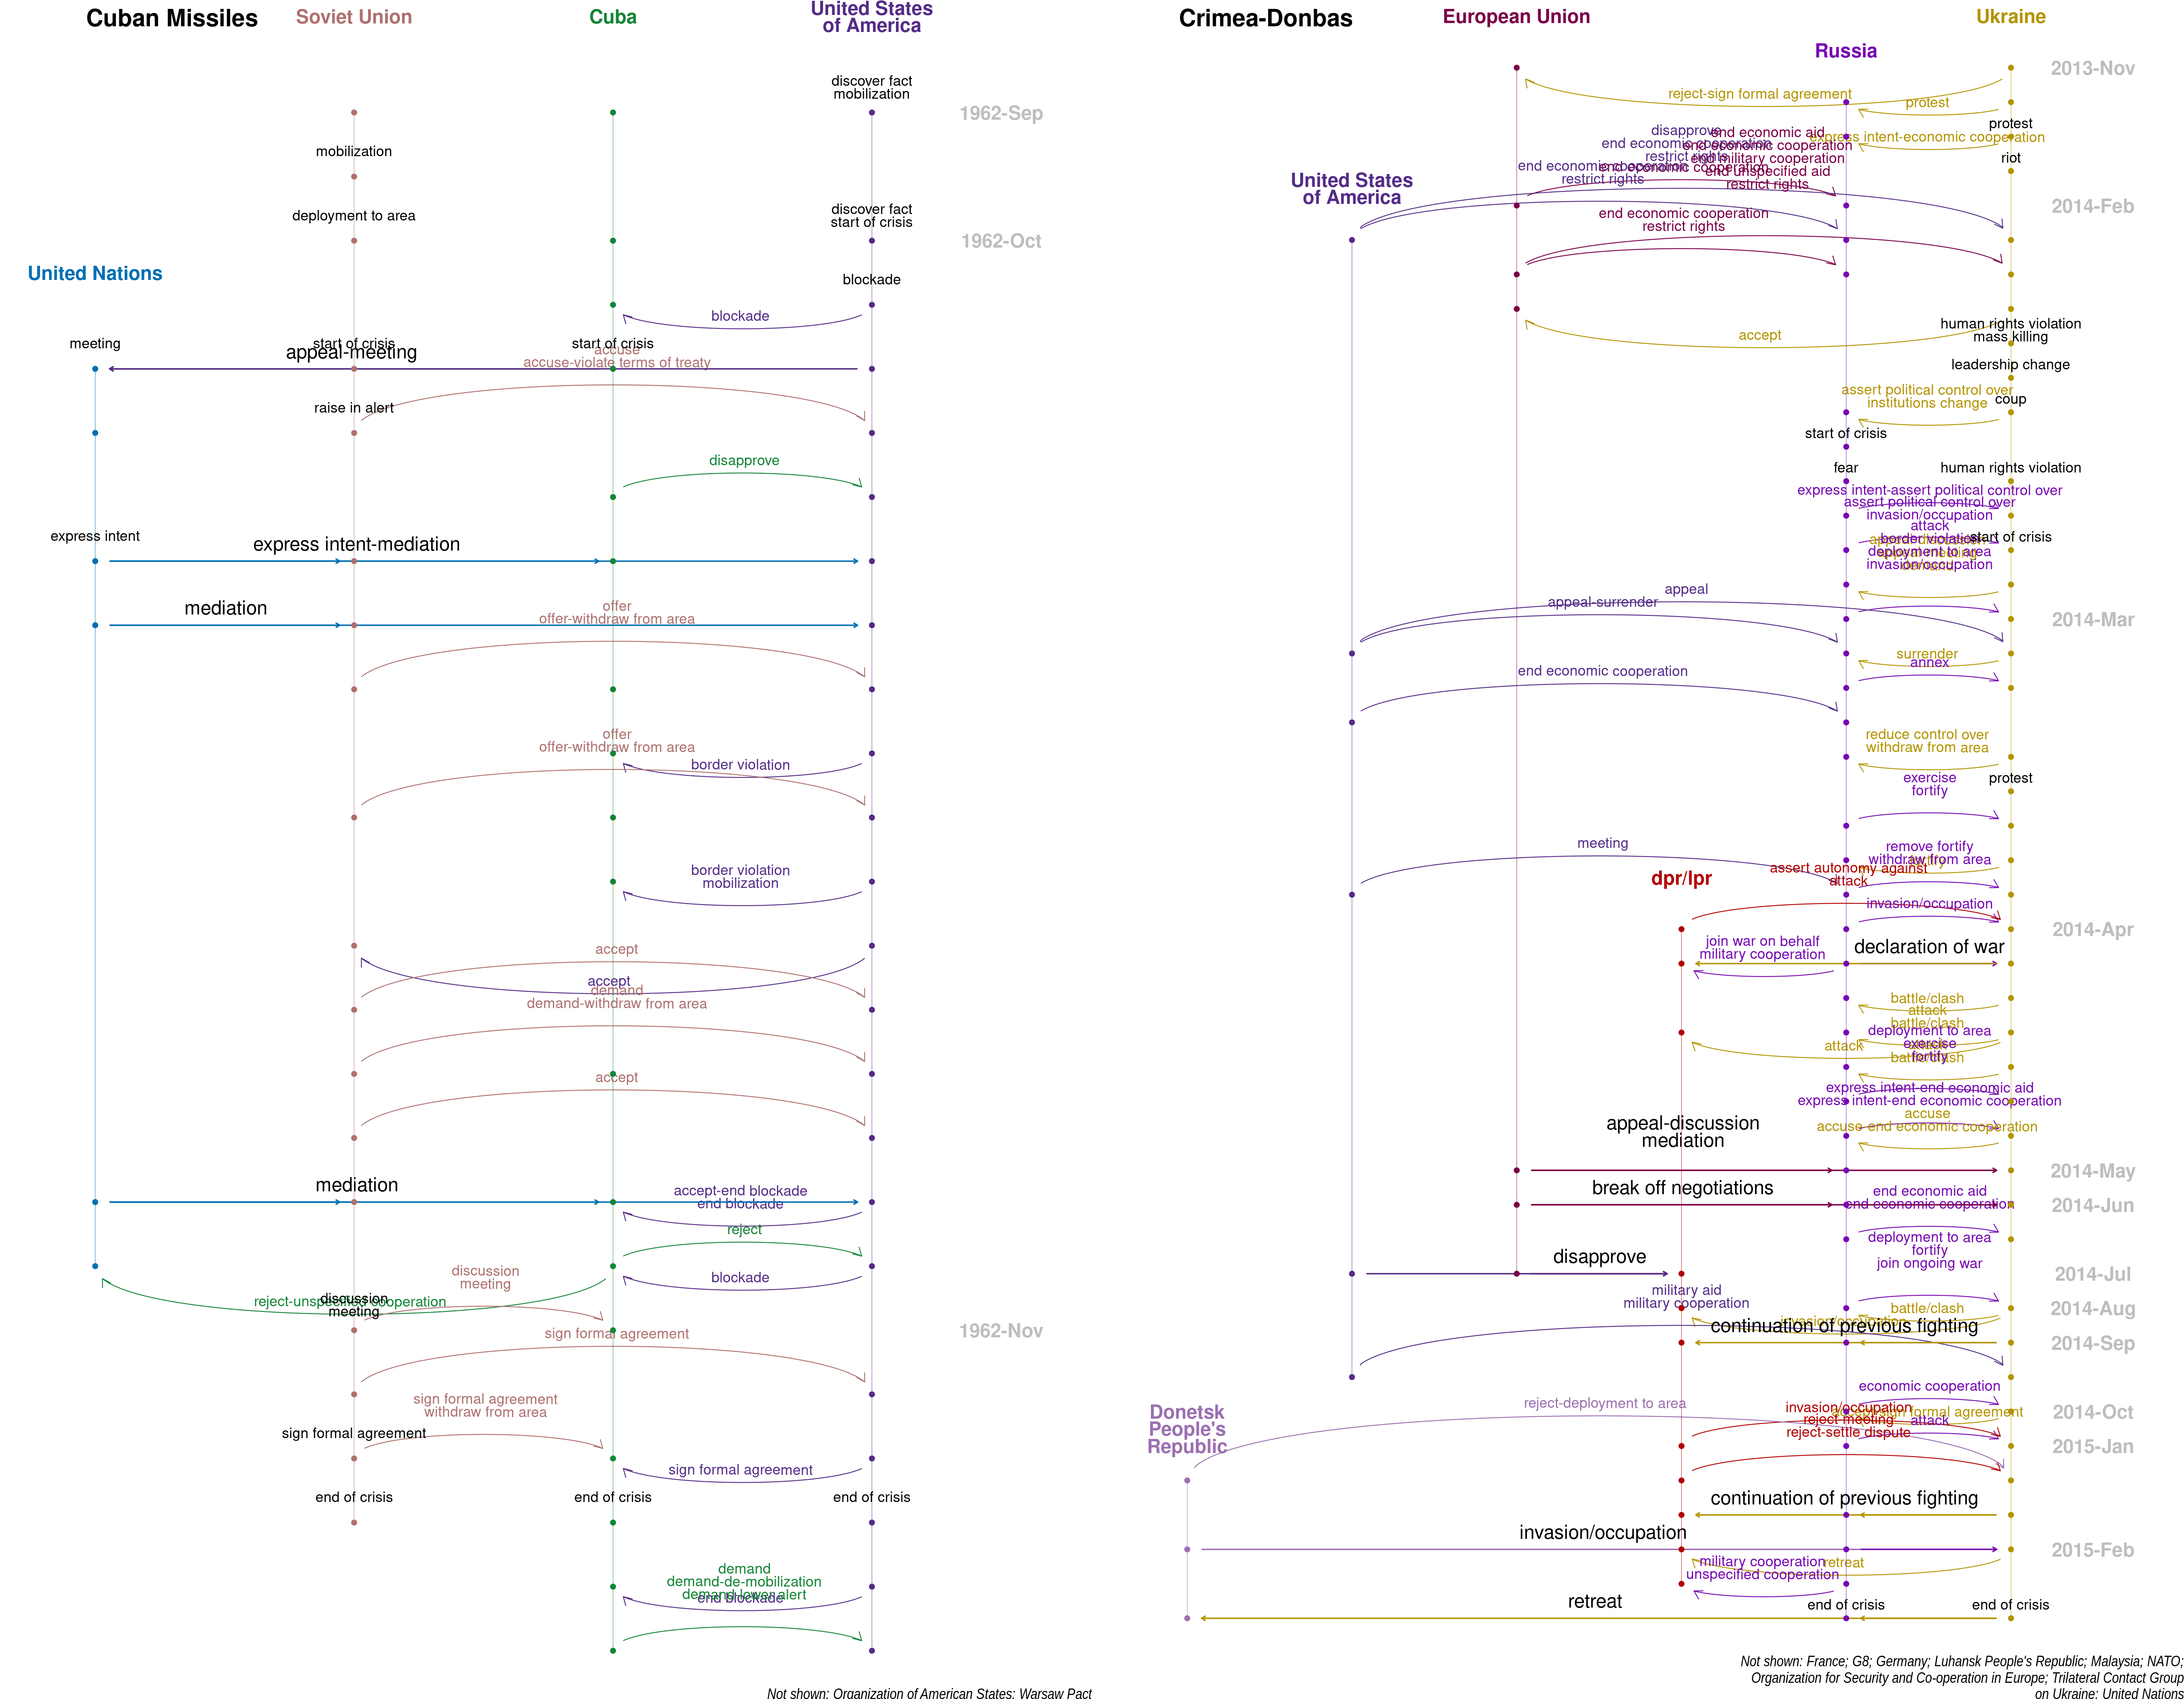 Cuban Missiles
Soviet Union
Cuba
United States
of America
discover fact
mobilization
1962-Sep
mobilization
deployment to area
discover fact
start of crisis
1962-Oct
United Nations
blockade
blockade
meeting
start of crisis
start of crisis
appeal-meeting
accuse
accuse-violate terms of treaty
raise in alert
disapprove
express intent
express intent-mediation
mediation
offer
offer-withdraw from area
offer
offer-withdraw from area
border violation
border violation
mobilization
accept
accept
demand
demand-withdraw from area
accept
mediation
accept-end blockade
end blockade
reject
discussion
meeting
blockade
reject-unspecified cooperation
discussion
meeting
sign formal agreement
1962-Nov
sign formal agreement
withdraw from area
sign formal agreement
sign formal agreement
end of crisis
end of crisis
end of crisis
demand
demand-de-mobilization
demand-lower alert
end blockade
Not shown: Organization of American States; Warsaw Pact
Crimea-Donbas
European Union
Ukraine
Russia
2013-Nov
reject-sign formal agreement
protest
protest
express intent-economic cooperation
riot
disapprove
end economic cooperation
restrict rights
end economic aid
end economic cooperation
end military cooperation
end unspecified aid
restrict rights
end economic cooperation
restrict rights
United States
of America
2014-Feb
end economic cooperation
restrict rights
accept
human rights violation
mass killing
leadership change
assert political control over
institutions change
coup
start of crisis
fear
human rights violation
express intent-assert political control over
assert political control over
invasion/occupation
attack
border violation
deployment to area
invasion/occupation
appeal-discussion
appeal-meeting
demand
start of crisis
appeal
appeal-surrender
2014-Mar
surrender
annex
end economic cooperation
reduce control over
withdraw from area
exercise
fortify
protest
meeting
remove fortify
withdraw from area
fortify
assert autonomy against
attack
dpr/lpr
invasion/occupation
2014-Apr
join war on behalf
military cooperation
declaration of war
battle/clash
attack
battle/clash
deployment to area
exercise
fortify
attack
attack
battle/clash
express intent-end economic aid
express intent-end economic cooperation
accuse
accuse-end economic cooperation
appeal-discussion
mediation
2014-May
break off negotiations
end economic aid
end economic cooperation
2014-Jun
deployment to area
fortify
join ongoing war
disapprove
2014-Jul
military aid
military cooperation
battle/clash
2014-Aug
invasion/occupation
continuation of previous fighting
2014-Sep
economic cooperation
reject-deployment to area
Donetsk
People's
Republic
invasion/occupation
reject-meeting
reject-settle dispute
attack
2014-Oct
2015-Jan
continuation of previous fighting
invasion/occupation
2015-Feb
military cooperation
unspecified cooperation
retreat
retreat
end of crisis
end of crisis
Not shown: France; G8; Germany; Luhansk People's Republic; Malaysia; NATO;
Organization for Security and Co-operation in Europe; Trilateral Contact Group
on Ukraine; United Nations